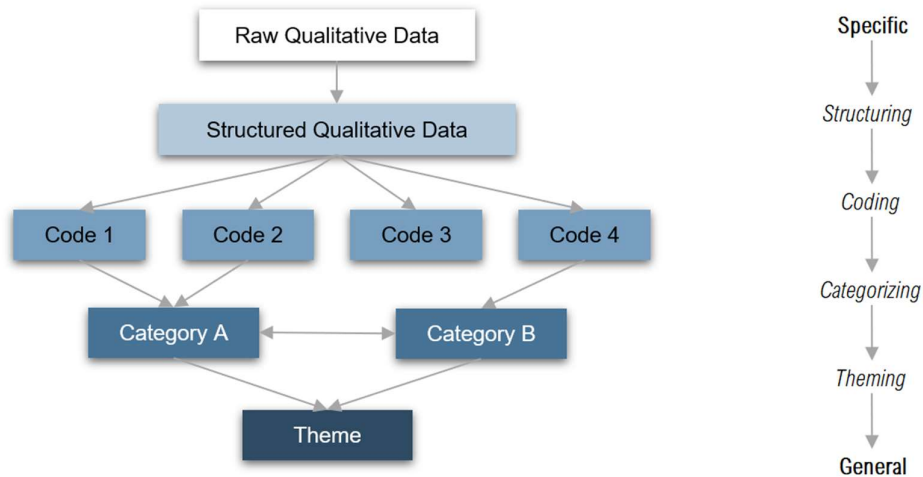 Raw Qualitative Data
Specific
Structured Qualitative Data
Structuring
Code 1
Code 2
Code 3
Code 4
Coding
Category A
Category B
Categorizing
Theming
Theme
General